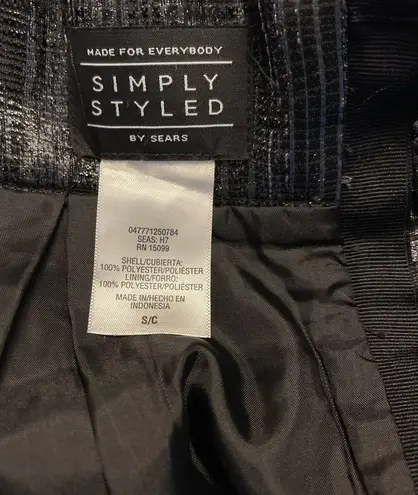 MADE FOR EVERYBODY
SIMPLY
STYLED
BY SEARS
047771250784
SEAS: H7
RN 15099
SHELL/CUBIERTA:
100% POLYESTER/POLIÉSTER
LINING/FORRO:
100% POLYESTER/POLIÉSTER
MADE IN/HECHO EN
INDONESIA
S/C